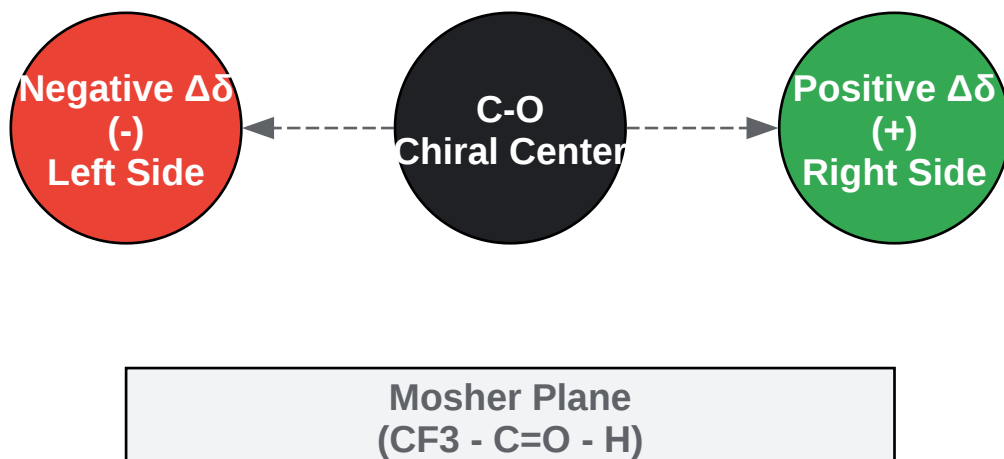 Negative Δδ
(-)
Left Side
C-O
Chiral Center
Positive Δδ
(+)
Right Side
Mosher Plane
(CF3 - C=O - H)